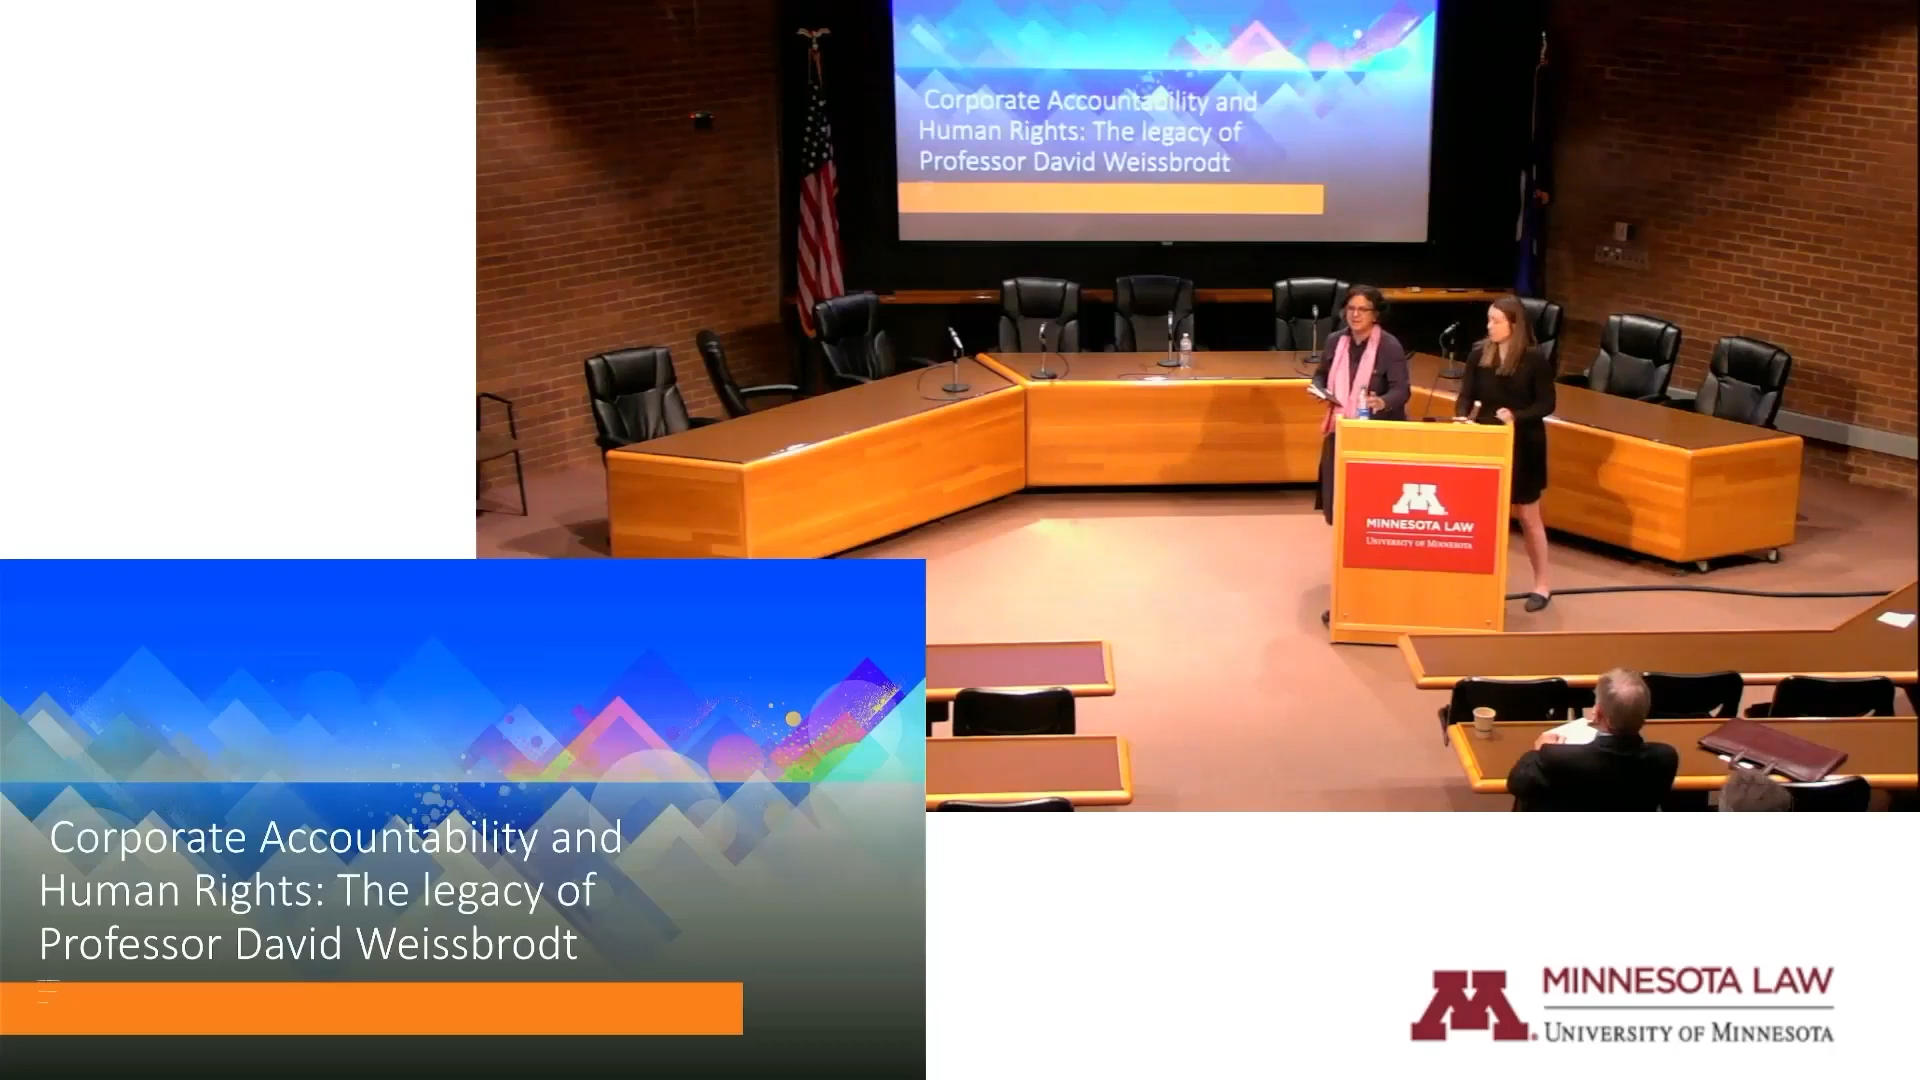 Corporate Accountability and
Human Rights: The legacy of
Professor David Weissbrodt
M
MINNESOTA LAW
UNIVERSITY OF MINNESOTA
Corporate Accountability and
Human Rights: The legacy of
Professor David Weissbrodt
M
MINNESOTA LAW
UNIVERSITY OF MINNESOTA